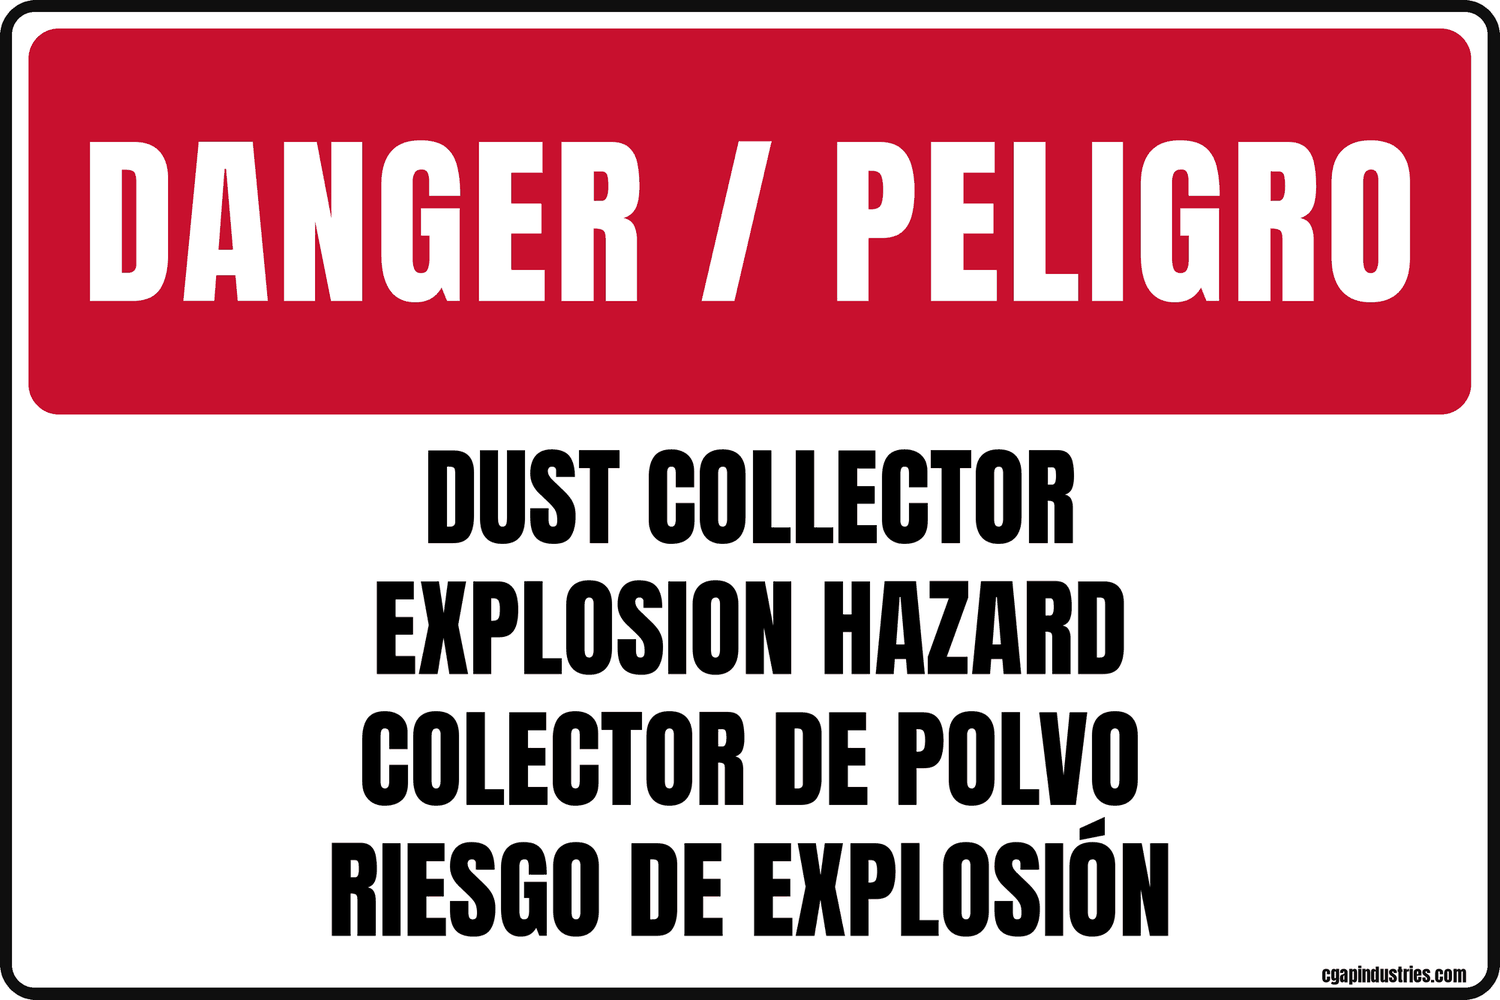 DANGER / PELIGRO
DUST COLLECTOR
EXPLOSION HAZARD
COLECTOR DE POLVO
RIESGO DE EXPLOSIÓN
cgapindustries.com